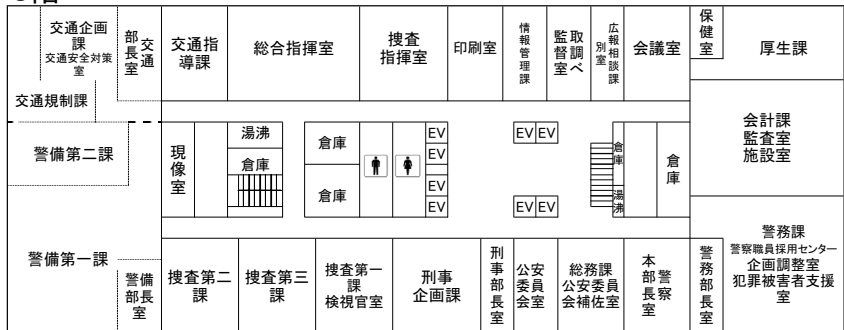 交通企画
課
交通安全対策
室
交通
部長室
交通指
導課
総合指揮室
捜査
指揮室
印刷室
情報管理課
取調べ
監督室
広報相談課
別室
会議室
保健室
厚生課
交通規制課
警備第二課
現像室
湯沸
倉庫
倉庫
倉庫
EV
EV
EV
EV
EV EV
EV EV
倉庫
湯沸
倉庫
会計課
監査室
施設室
警備第一課
警備
部長
室
捜査第二
課
捜査第三
課
捜査第一
課
検視官室
刑事
企画課
刑事部長室
公安
委員
会室
総務課
公安委員
会補佐室
警察
本部長室
警務部長室
警務課
警察職員採用センター
企画調整室
犯罪被害者支援
室